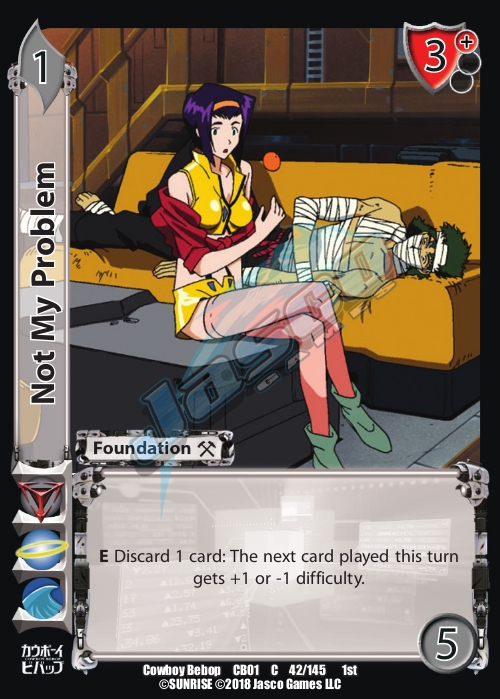 1
3
+
Not My Problem
Jasco
Foundation
E Discard 1 card: The next card played this turn
gets +1 or -1 difficulty.
5
カウボーイ
ビバップ
Cowboy Bebop CB01 C 42/145 1st
©SUNRISE ©2018 Jasco Games LLC